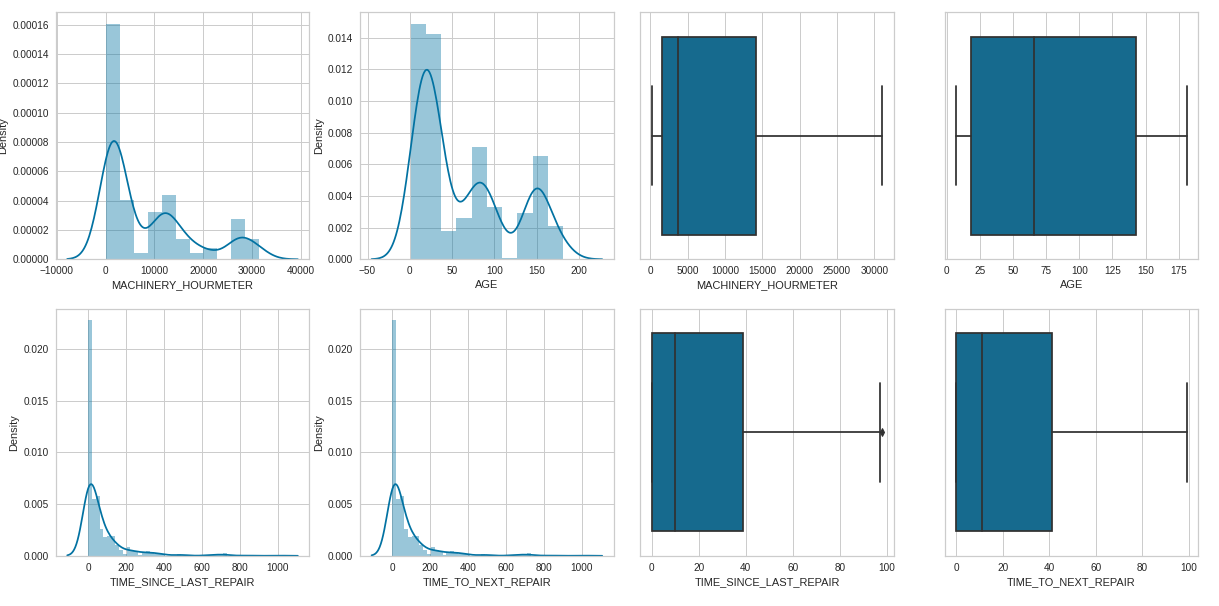 Density
0.00016
0.00014
0.00012
0.00010
0.00008
0.00006
0.00004
0.00002
0.00000
−10000 0 10000 20000 30000 40000
MACHINERY_HOURMETER
Density
0.014
0.012
0.010
0.008
0.006
0.004
0.002
0.000
−50 0 50 100 150 200
AGE
0 5000 10000 15000 20000 25000 30000
MACHINERY_HOURMETER
0 25 50 75 100 125 150 175
AGE
Density
0.020
0.015
0.010
0.005
0.000
0 200 400 600 800 1000
TIME_SINCE_LAST_REPAIR
Density
0.020
0.015
0.010
0.005
0.000
0 200 400 600 800 1000
TIME_TO_NEXT_REPAIR
0 20 40 60 80 100
TIME_SINCE_LAST_REPAIR
0 20 40 60 80 100
TIME_TO_NEXT_REPAIR